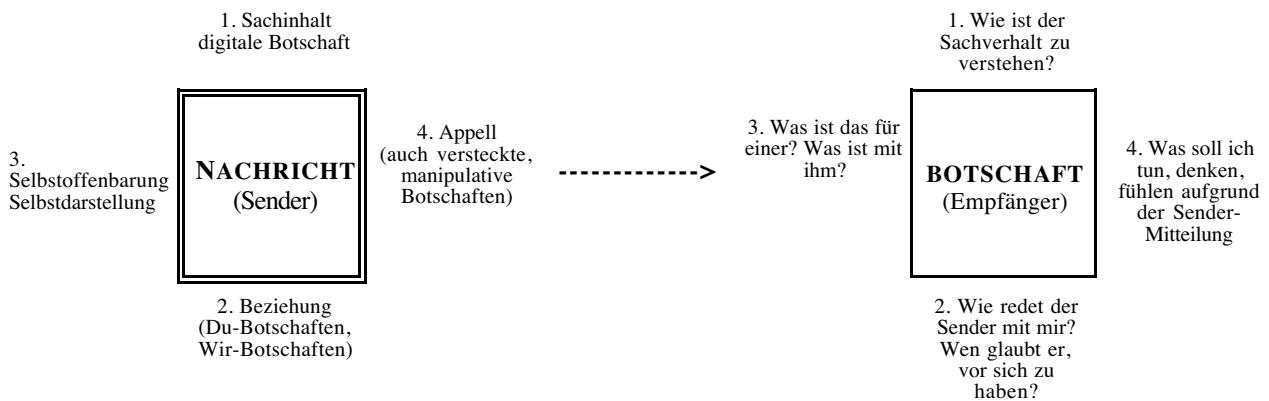 1. Sachinhalt
digitale Botschaft
3.
Selbstoffenbarung
Selbstdarstellung
NACHRICHT
(Sender)
4. Appell
(auch versteckte,
manipulative
Botschaften)
2. Beziehung
(Du-Botschaften,
Wir-Botschaften)
1. Wie ist der
Sachverhalt zu
verstehen?
3. Was ist das für
einer? Was ist mit
ihm?
BOTSCHAFT
(Empfänger)
4. Was soll ich
tun, denken,
fühlen aufgrund
der Sender-
Mitteilung
2. Wie redet der
Sender mit mir?
Wen glaubt er,
vor sich zu
haben?